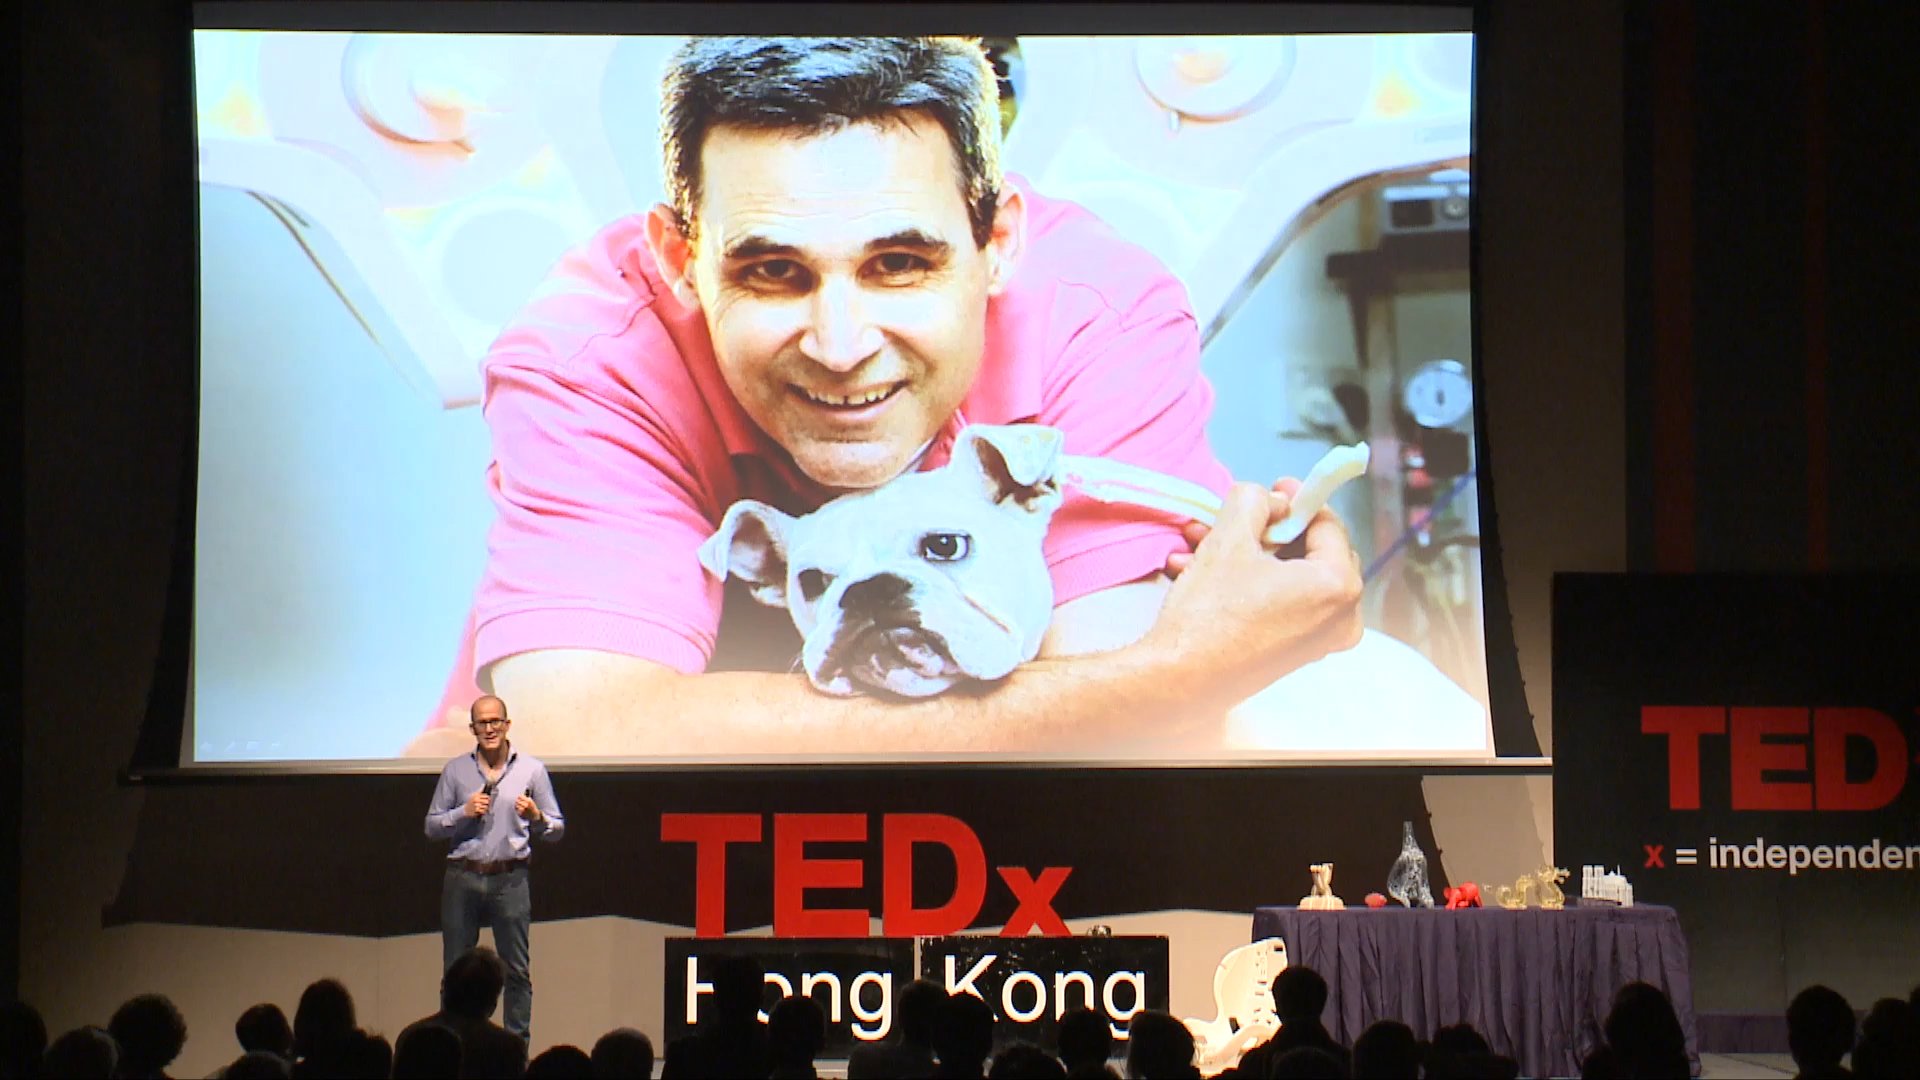 TEDx
Hong Kong
TED
x = independen